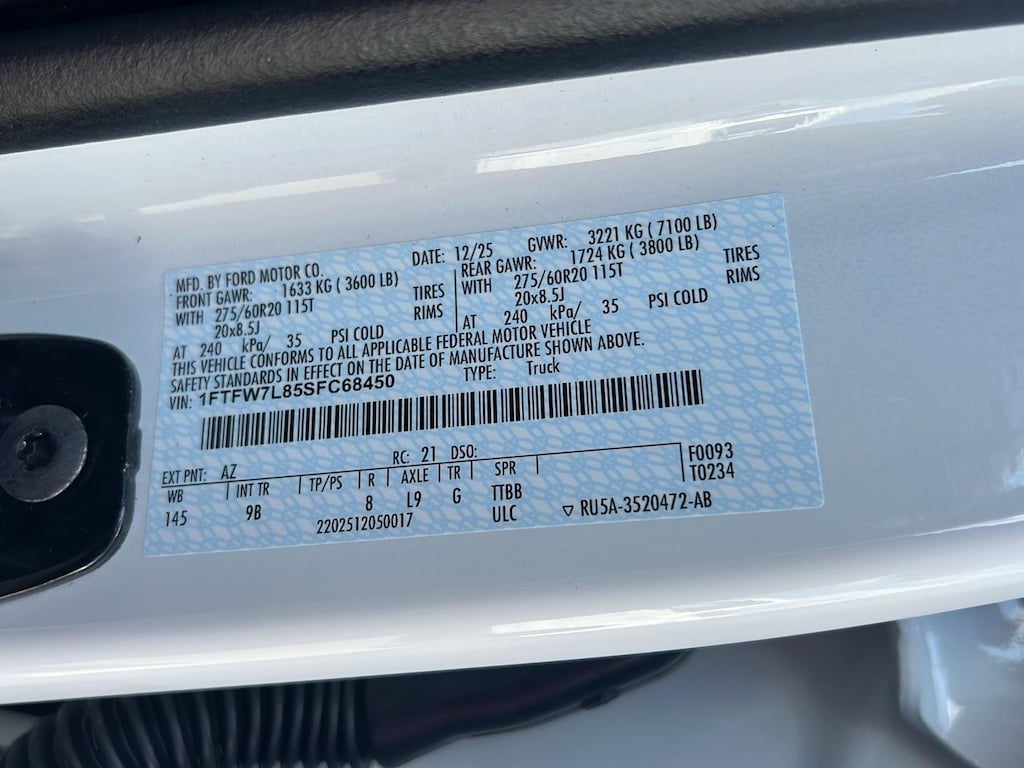 MFD. BY FORD MOTOR CO. DATE: 12/25 GVWR: 3221 KG ( 7100 LB)
FRONT GAWR: 1633 KG ( 3600 LB) REAR GAWR: 1724 KG ( 3800 LB)
WITH 275/60R20 115T TIRES WITH 275/60R20 115T TIRES
20x8.5J RIMS 20x8.5J RIMS
AT 240 kPa/ 35 PSI COLD AT 240 kPa/ 35 PSI COLD
THIS VEHICLE CONFORMS TO ALL APPLICABLE FEDERAL MOTOR VEHICLE
SAFETY STANDARDS IN EFFECT ON THE DATE OF MANUFACTURE SHOWN ABOVE.
VIN: 1FTFW7L85SFC68450 TYPE: Truck
EXT PNT: AZ RC: 21 DSO: F0093
WB INT TR TP/PS R AXLE TR SPR T0234
145 9B 8 L9 G TTBB
2202512050017 ULC ▽ RU5A-3520472-AB